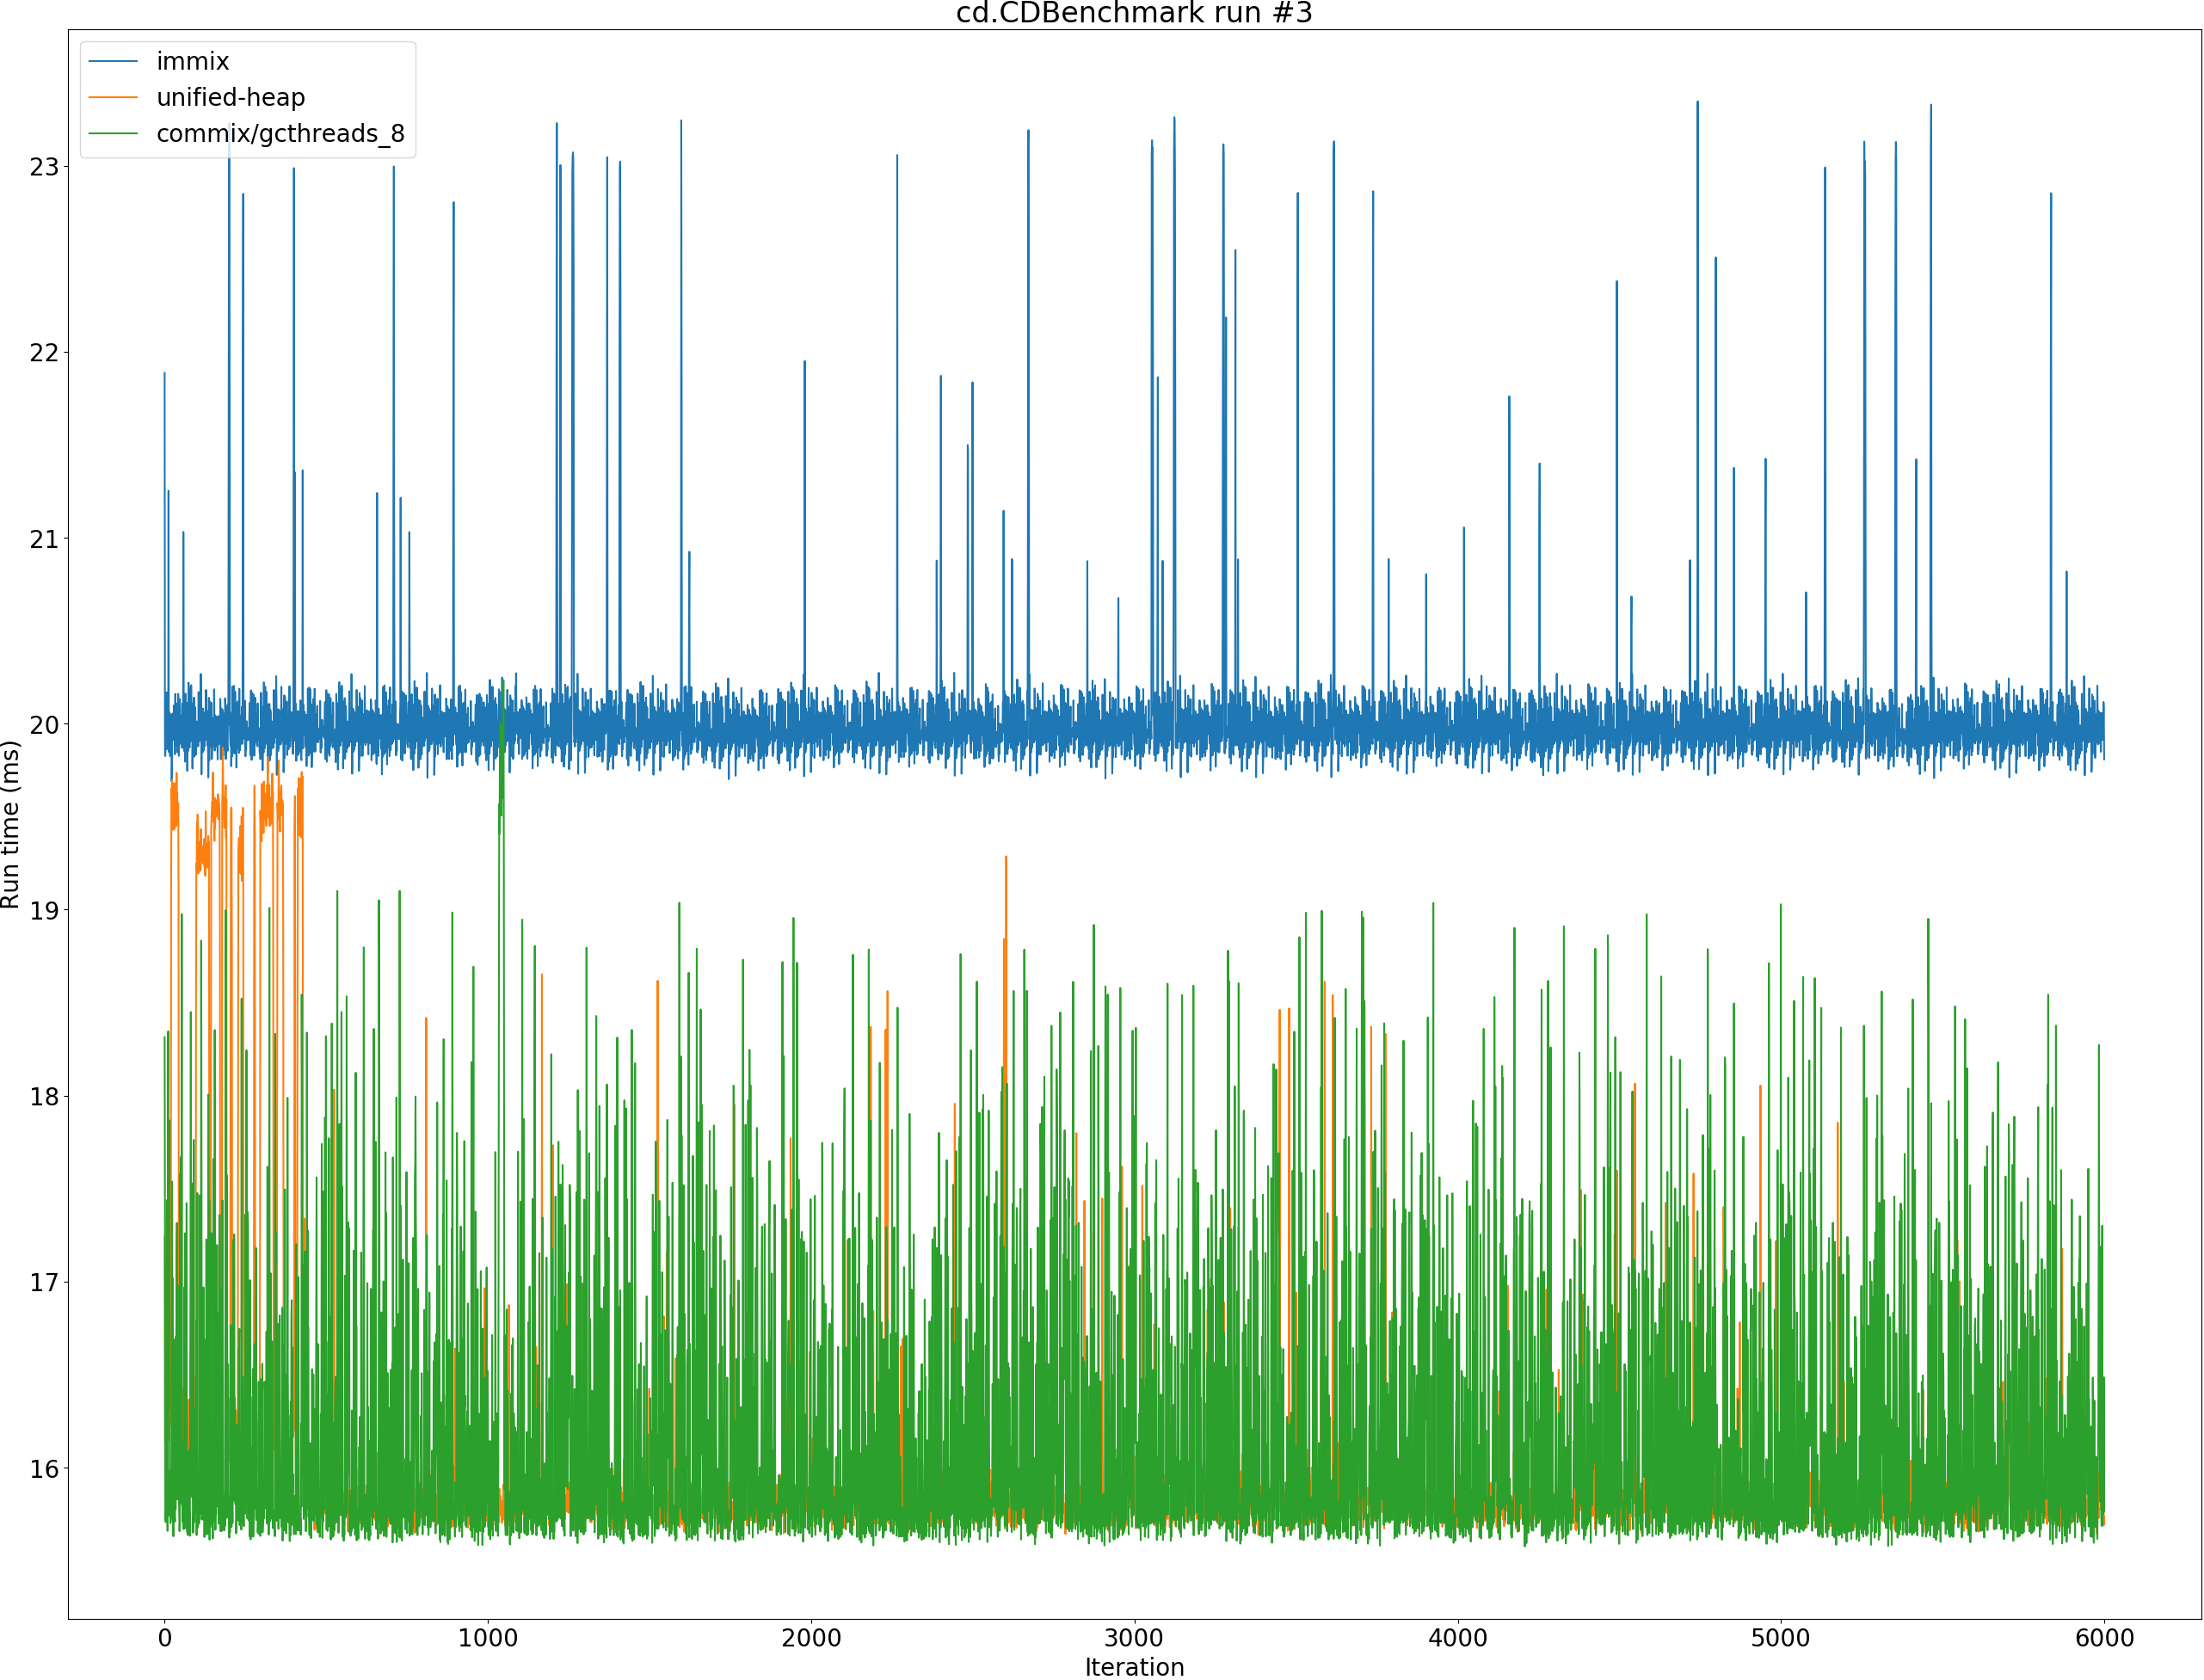 cd.CDBenchmark run #3
immix
unified-heap
commix/gcthreads_8
23
22
21
20
19
18
17
16
Run time (ms)
0 1000 2000 3000 4000 5000 6000
Iteration